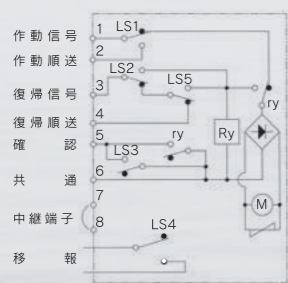 作動信号 1 LS1
作動順送 2 LS2
復帰信号 3 LS5
ry
復帰順送 4
確認 5 ry
Ry
LS3
共通 6
M
7
中継端子 8 LS4
移報